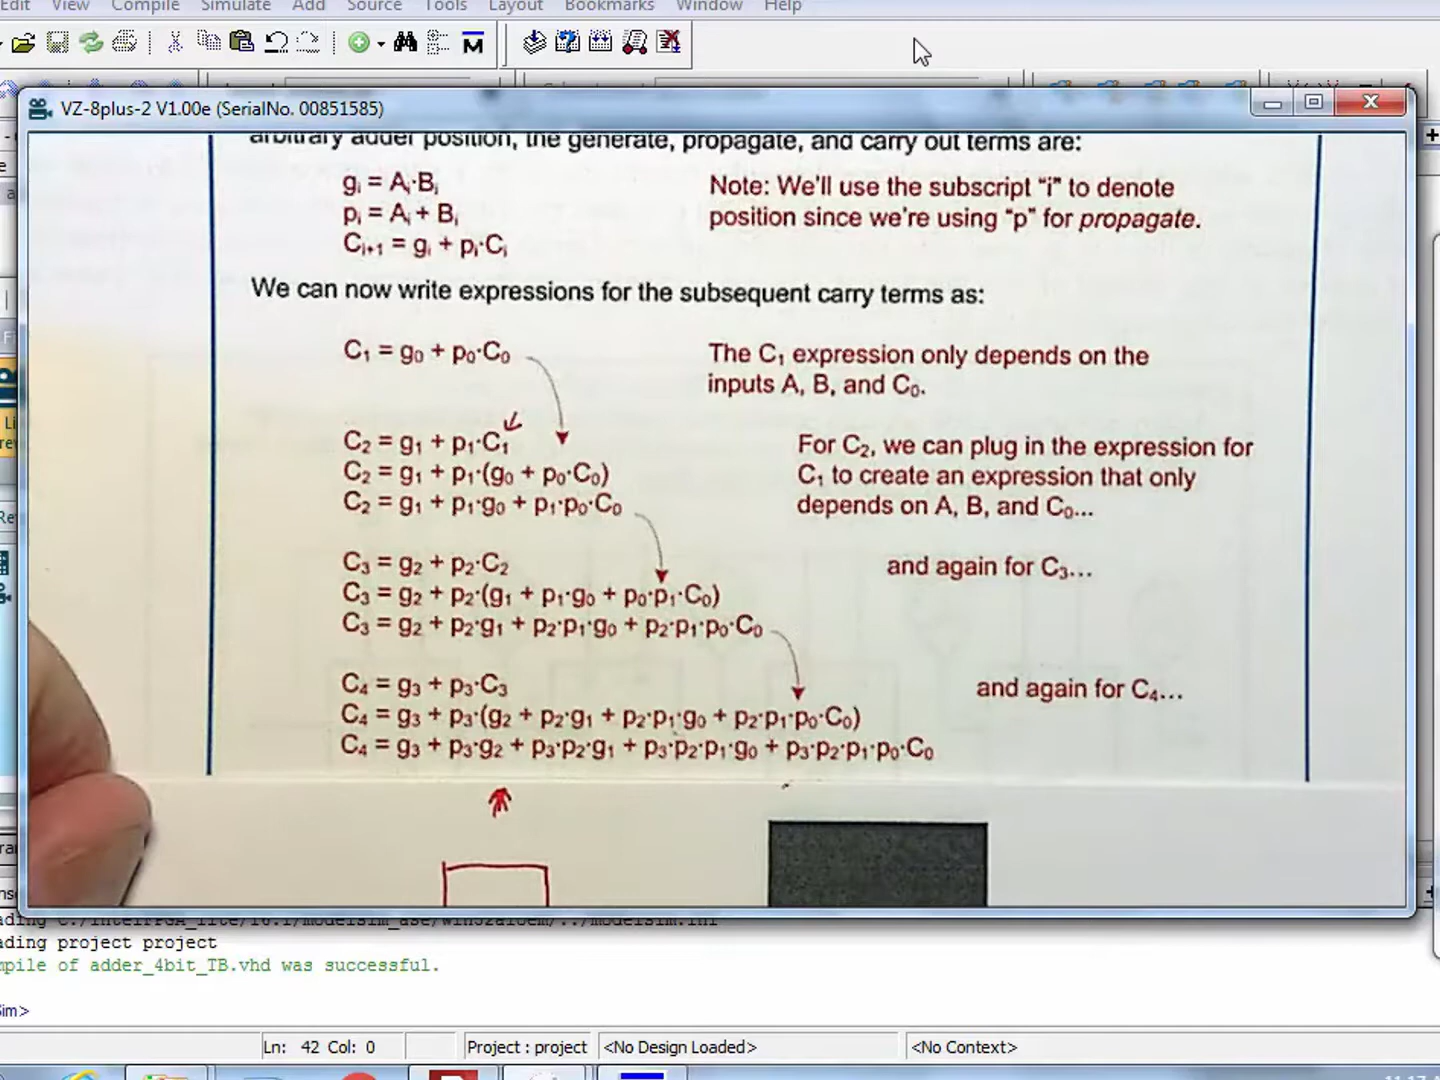 Edit View Compile Simulate Add Source Tools Layout Bookmarks Window Help
VZ-8plus-2 V1.00e (SerialNo. 00851585)
arbitrary adder position, the generate, propagate, and carry out terms are:
gᵢ = Aᵢ·Bᵢ
pᵢ = Aᵢ + Bᵢ
Cᵢ₊₁ = gᵢ + pᵢ·Cᵢ
Note: We'll use the subscript "i" to denote
position since we're using "p" for propagate.
We can now write expressions for the subsequent carry terms as:
C₁ = g₀ + p₀·C₀
The C₁ expression only depends on the
inputs A, B, and C₀.
C₂ = g₁ + p₁·C₁
C₂ = g₁ + p₁·(g₀ + p₀·C₀)
C₂ = g₁ + p₁·g₀ + p₁·p₀·C₀
For C₂, we can plug in the expression for
C₁ to create an expression that only
depends on A, B, and C₀...
C₃ = g₂ + p₂·C₂
C₃ = g₂ + p₂·(g₁ + p₁·g₀ + p₀·p₁·C₀)
C₃ = g₂ + p₂·g₁ + p₂·p₁·g₀ + p₂·p₁·p₀·C₀
and again for C₃...
C₄ = g₃ + p₃·C₃
C₄ = g₃ + p₃·(g₂ + p₂·g₁ + p₂·p₁·g₀ + p₂·p₁·p₀·C₀)
C₄ = g₃ + p₃·g₂ + p₃·p₂·g₁ + p₃·p₂·p₁·g₀ + p₃·p₂·p₁·p₀·C₀
and again for C₄...
ading project project
mpile of adder_4bit_TB.vhd was successful.
Sim>
Ln: 42 Col: 0 Project : project <No Design Loaded> <No Context>